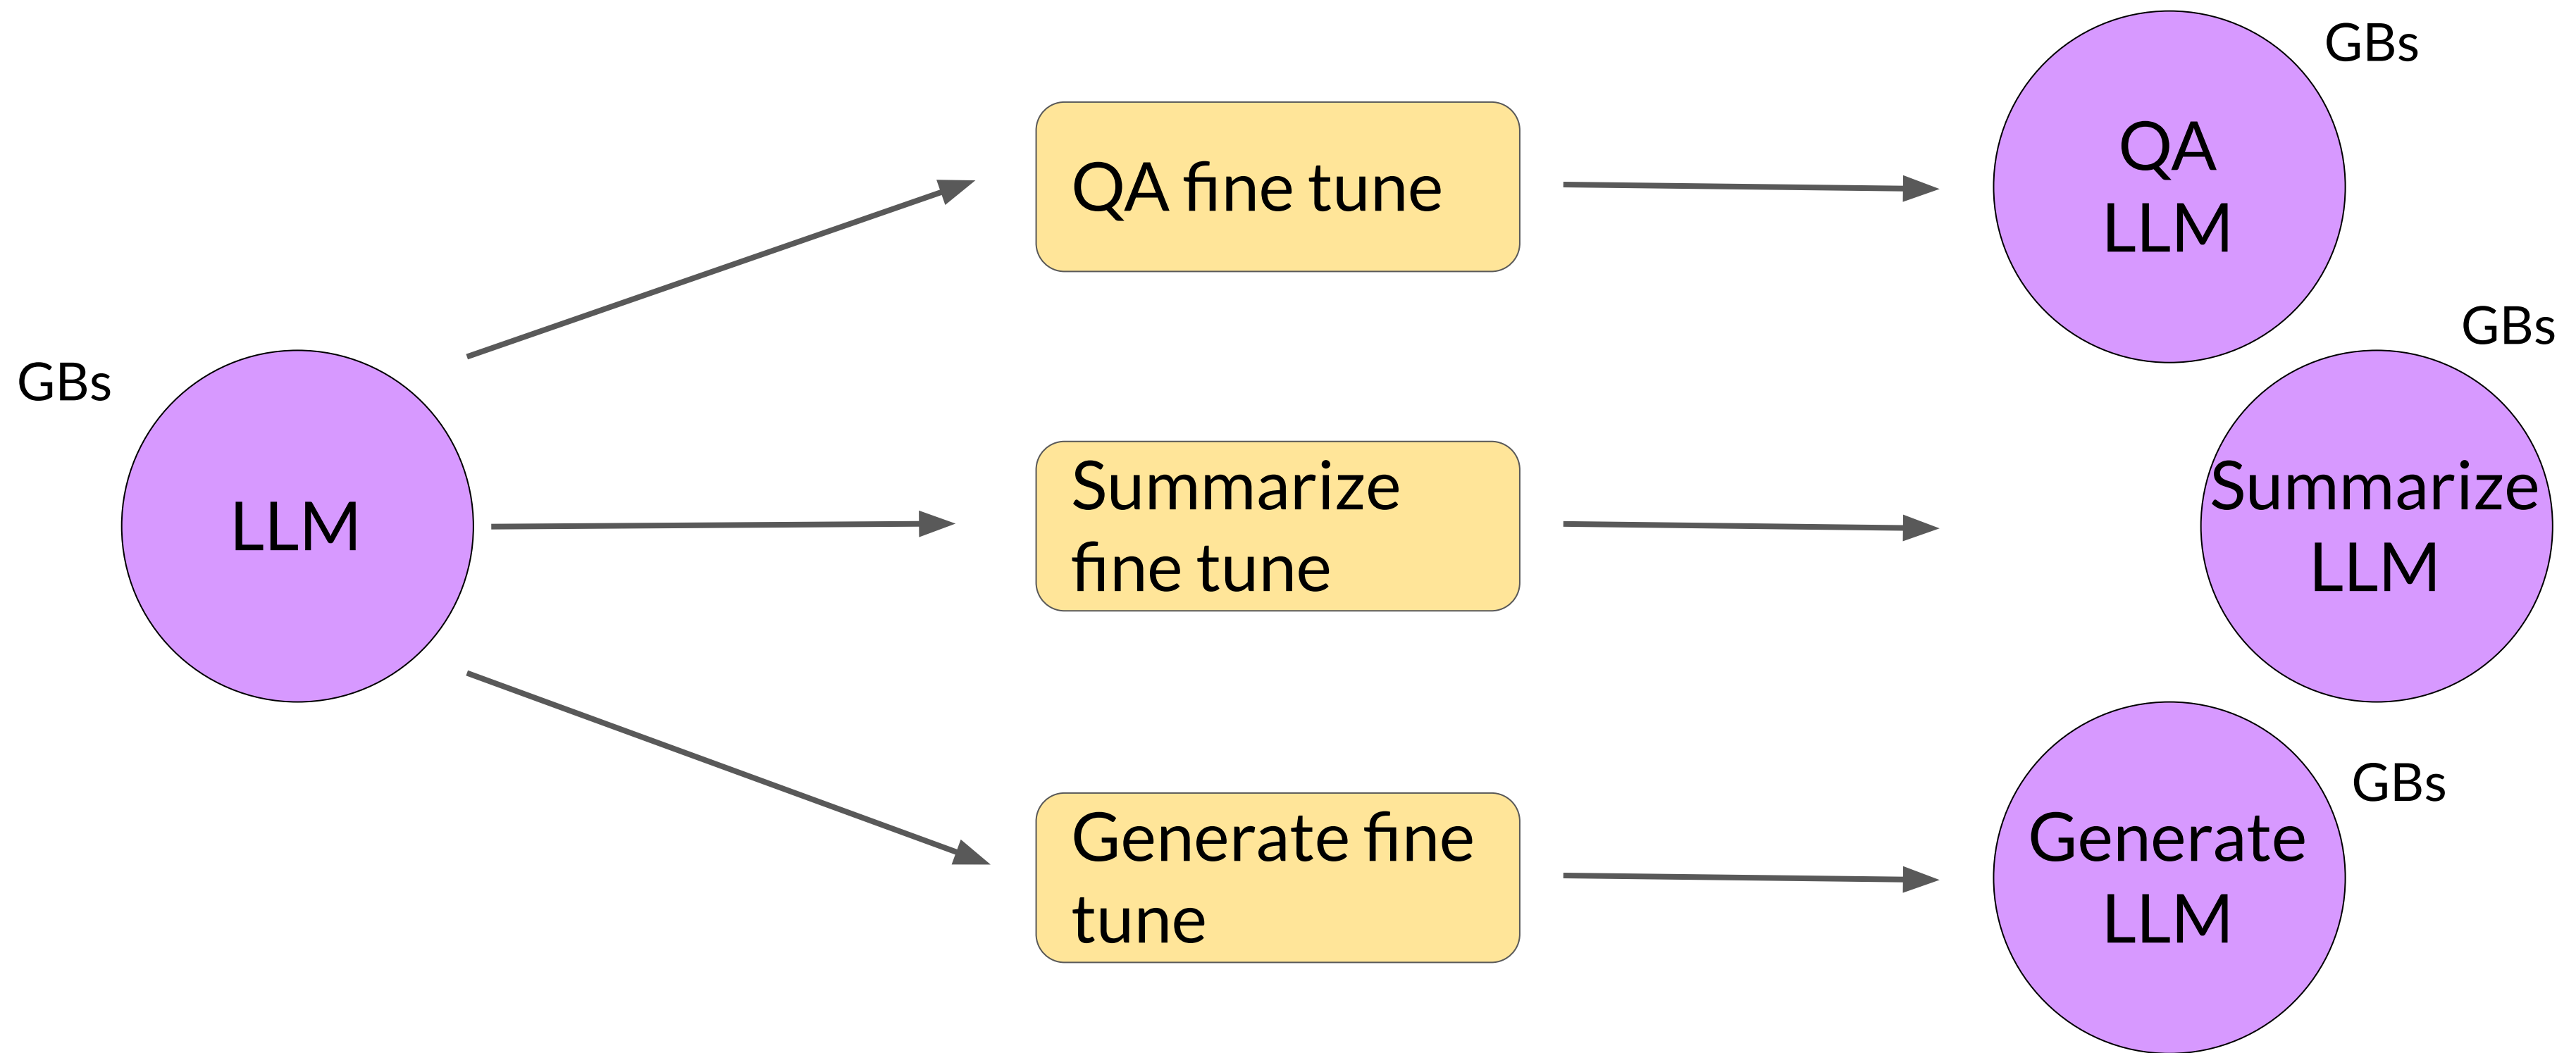 GBs
LLM
QA fine tune
Summarize
fine tune
Generate fine
tune
GBs
QA
LLM
GBs
Summarize
LLM
GBs
Generate
LLM